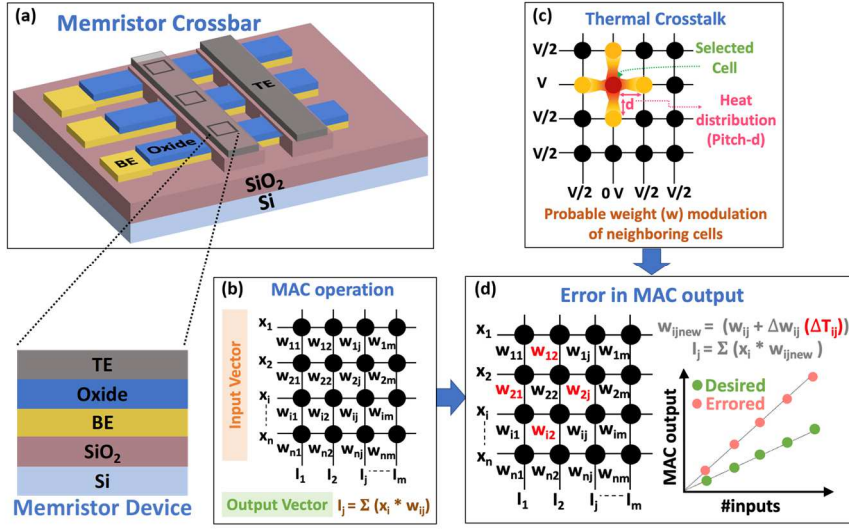 (a) Memristor Crossbar
TE
Oxide
BE
SiO₂
Si
TE
Oxide
BE
SiO₂
Si
Memristor Device
(b) MAC operation
Input Vector
x₁
w₁₁ w₁₂ w₁ⱼ w₁ₘ
x₂
w₂₁ w₂₂ w₂ⱼ w₂ₘ
xᵢ
wᵢ₁ wᵢ₂ wᵢⱼ wᵢₘ
xₙ
wₙ₁ wₙ₂ wₙⱼ wₙₘ
I₁ I₂ Iⱼ Iₘ
Output Vector Iⱼ = Σ (xᵢ * wᵢⱼ)
(c) Thermal Crosstalk
V/2
V
V/2
V/2
V/2 0 V V/2 V/2
d
Selected
Cell
Heat
distribution
(Pitch-d)
Probable weight (w) modulation
of neighboring cells
(d) Error in MAC output
x₁
w₁₁ w₁₂ w₁ⱼ w₁ₘ
x₂
w₂₁ w₂₂ w₂ⱼ w₂ₘ
xᵢ
wᵢ₁ wᵢ₂ wᵢⱼ wᵢₘ
xₙ
wₙ₁ wₙ₂ wₙⱼ wₙₘ
I₁ I₂ Iⱼ Iₘ
wᵢⱼₙₑw = (wᵢⱼ + Δwᵢⱼ (ΔTᵢⱼ)
Iⱼ = Σ (xᵢ * wᵢⱼₙₑw )
Desired
Errored
MAC output
#inputs